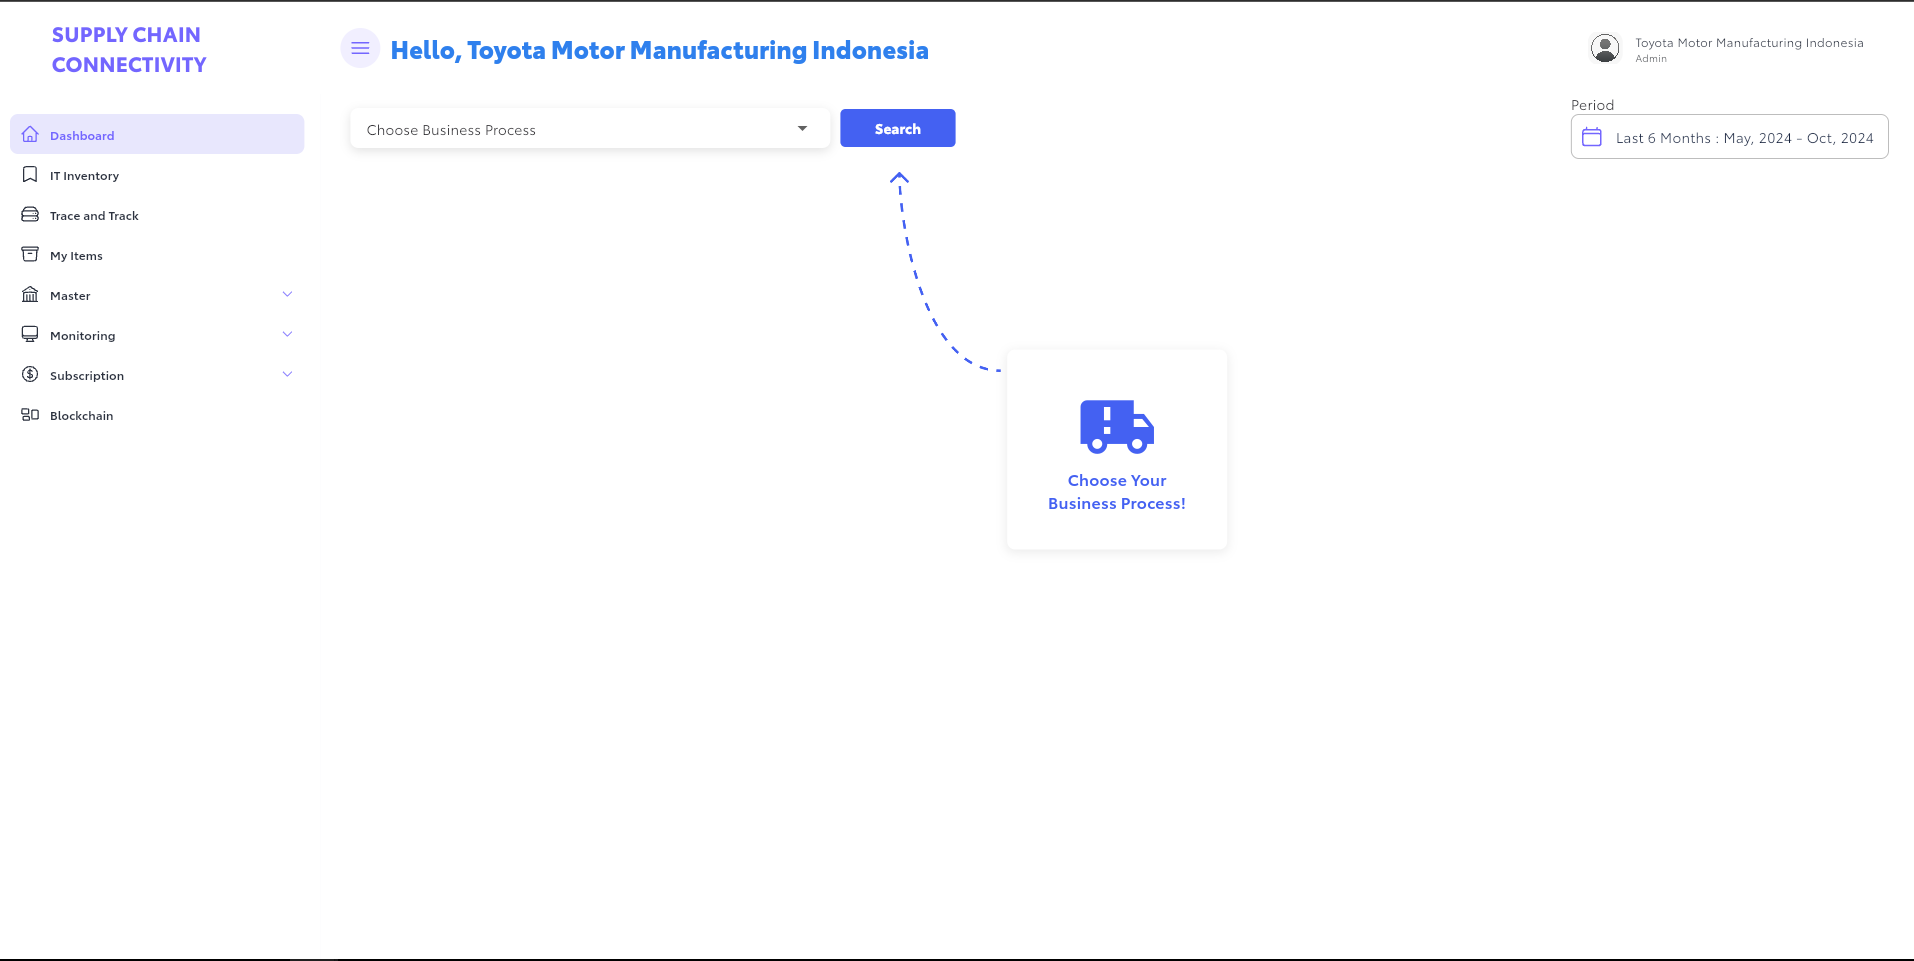 SUPPLY CHAIN
CONNECTIVITY
Hello, Toyota Motor Manufacturing Indonesia
Toyota Motor Manufacturing Indonesia
Admin
Choose Business Process
Search
Period
Last 6 Months : May, 2024 - Oct, 2024
Dashboard
IT Inventory
Trace and Track
My Items
Master
Monitoring
Subscription
Blockchain
Choose Your
Business Process!